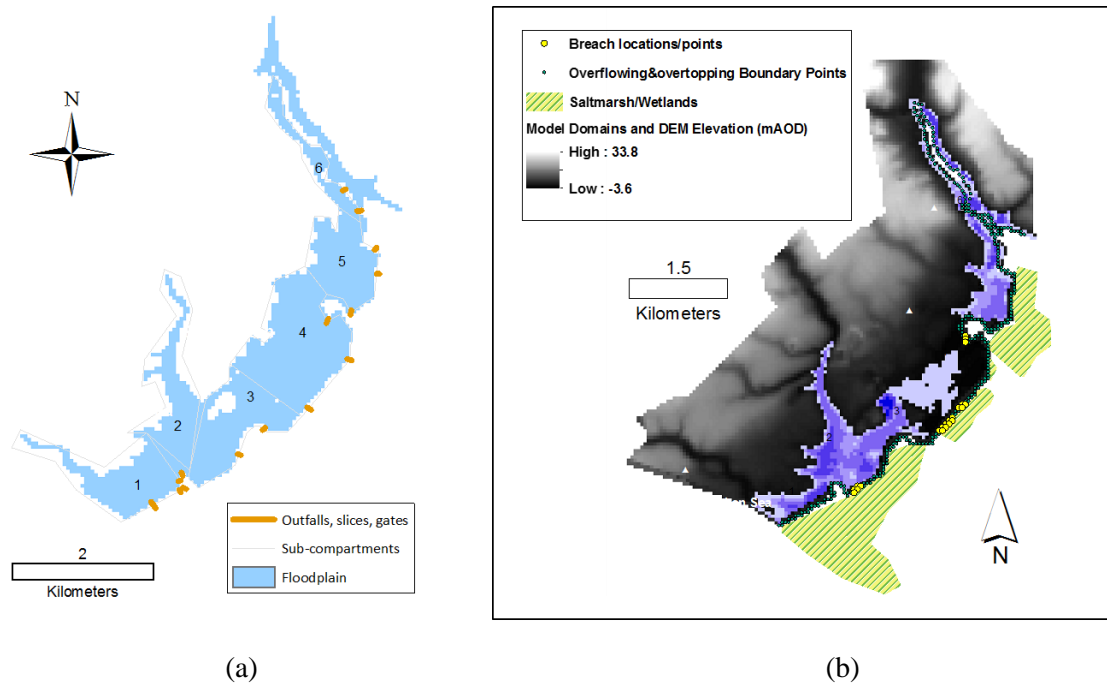 N
6
5
4
3
2
1
Outfalls, slices, gates
Sub-compartments
Floodplain
2
Kilometers
(a)
Breach locations/points
Overflowing&overtopping Boundary Points
Saltmarsh/Wetlands
Model Domains and DEM Elevation (mAOD)
High : 33.8
Low : -3.6
1.5
Kilometers
3
2
N
(b)